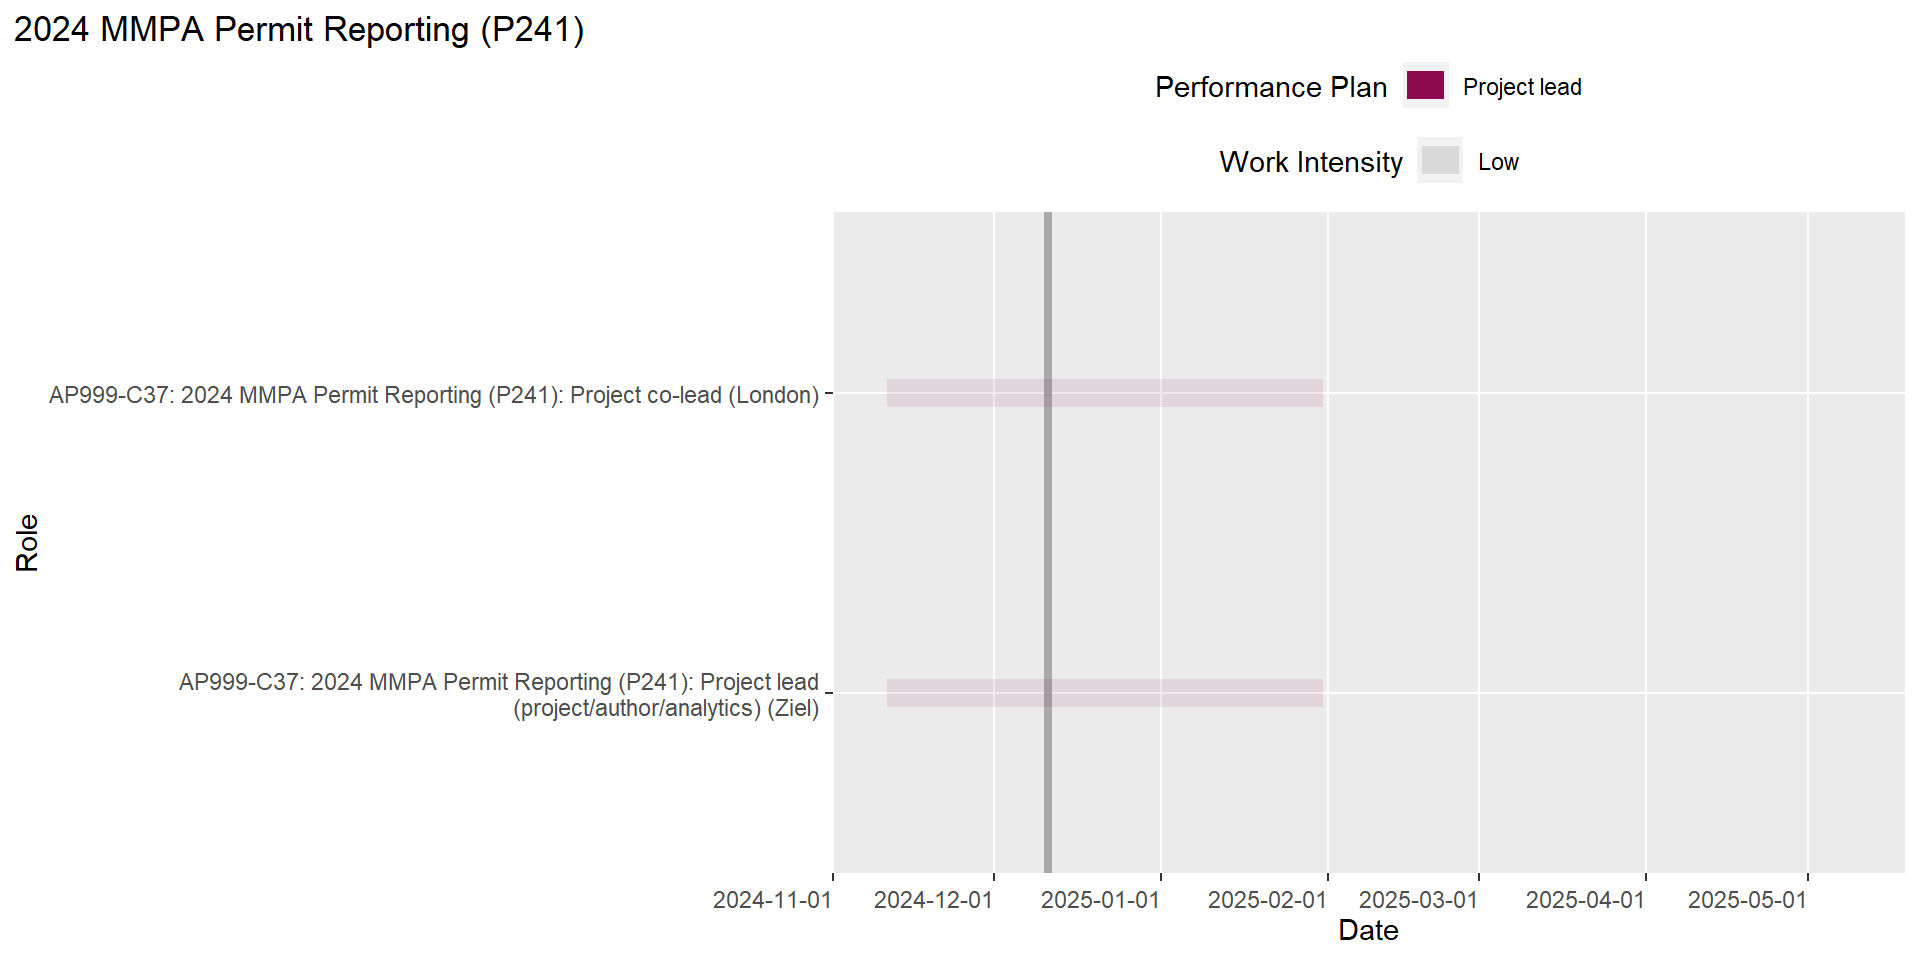 2024 MMPA Permit Reporting (P241)
Performance Plan Project lead
Work Intensity Low
AP999-C37: 2024 MMPA Permit Reporting (P241): Project co-lead (London)
Role
AP999-C37: 2024 MMPA Permit Reporting (P241): Project lead
(project/author/analytics) (Ziel)
2024-11-01 2024-12-01 2025-01-01 2025-02-01 2025-03-01 2025-04-01 2025-05-01
Date